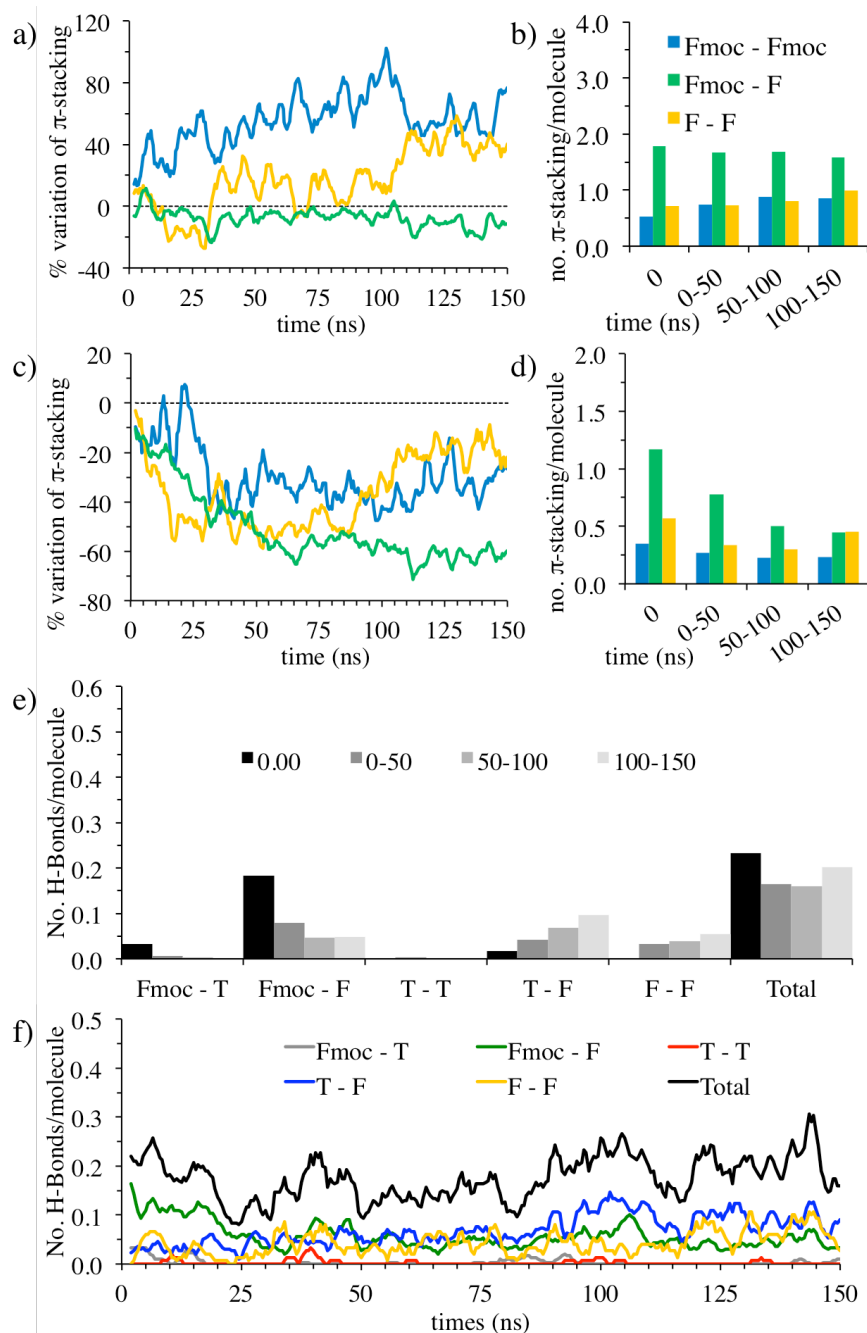 a)
% variation of π-stacking
120
80
40
0
-40
0 25 50 75 100 125 150
time (ns)
b)
no. π-stacking/molecule
4.0
3.0
2.0
1.0
0.0
Fmoc - Fmoc
Fmoc - F
F - F
0 0-50 50-100 100-150
time (ns)
c)
% variation of π-stacking
20
0
-20
-40
-60
-80
0 25 50 75 100 125 150
time (ns)
d)
no. π-stacking/molecule
2.0
1.5
1.0
0.5
0.0
0 0-50 50-100 100-150
time (ns)
e)
No. H-Bonds/molecule
0.6
0.5
0.4
0.3
0.2
0.1
0.0
0.00 0-50 50-100 100-150
Fmoc - T Fmoc - F T - T T - F F - F Total
f)
No. H-Bonds/molecule
0.5
0.4
0.3
0.2
0.1
0.0
Fmoc - T Fmoc - F T - T
T - F F - F Total
0 25 50 75 100 125 150
times (ns)